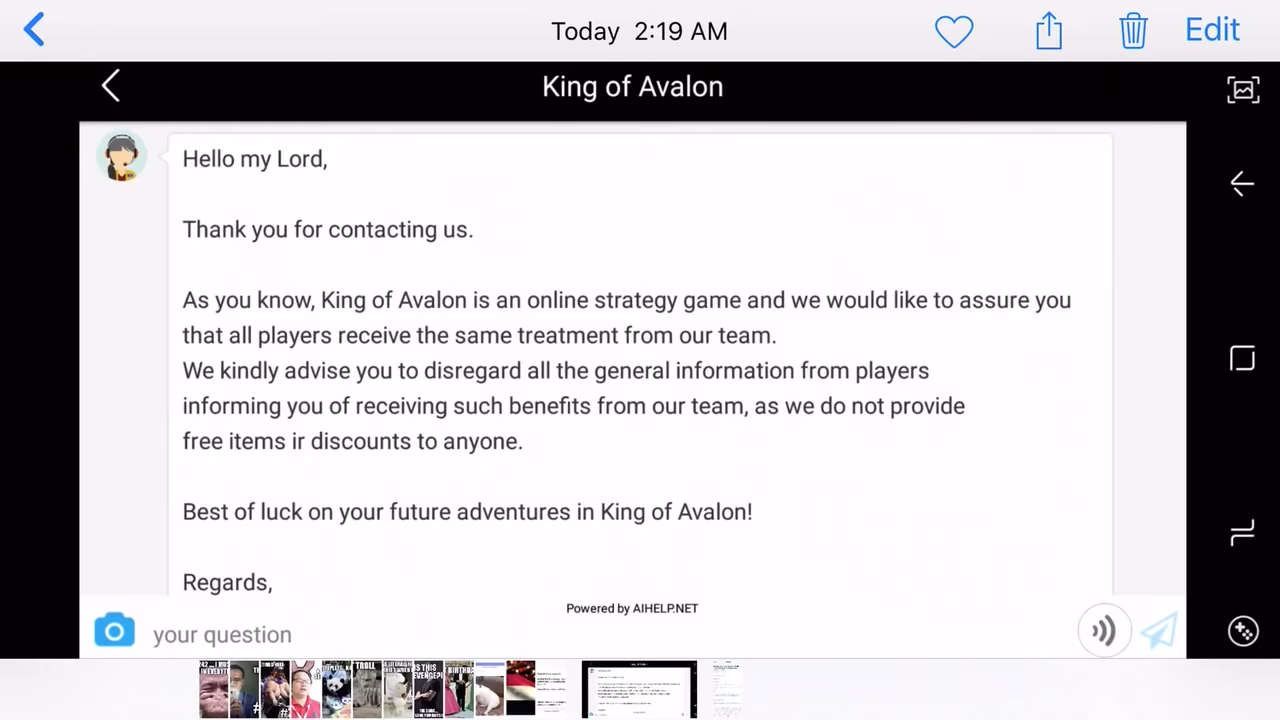 Today 2:19 AM
Edit
King of Avalon
Hello my Lord,
Thank you for contacting us.
As you know, King of Avalon is an online strategy game and we would like to assure you
that all players receive the same treatment from our team.
We kindly advise you to disregard all the general information from players
informing you of receiving such benefits from our team, as we do not provide
free items ir discounts to anyone.
Best of luck on your future adventures in King of Avalon!
Regards,
Powered by AIHELP.NET
your question
TROLL